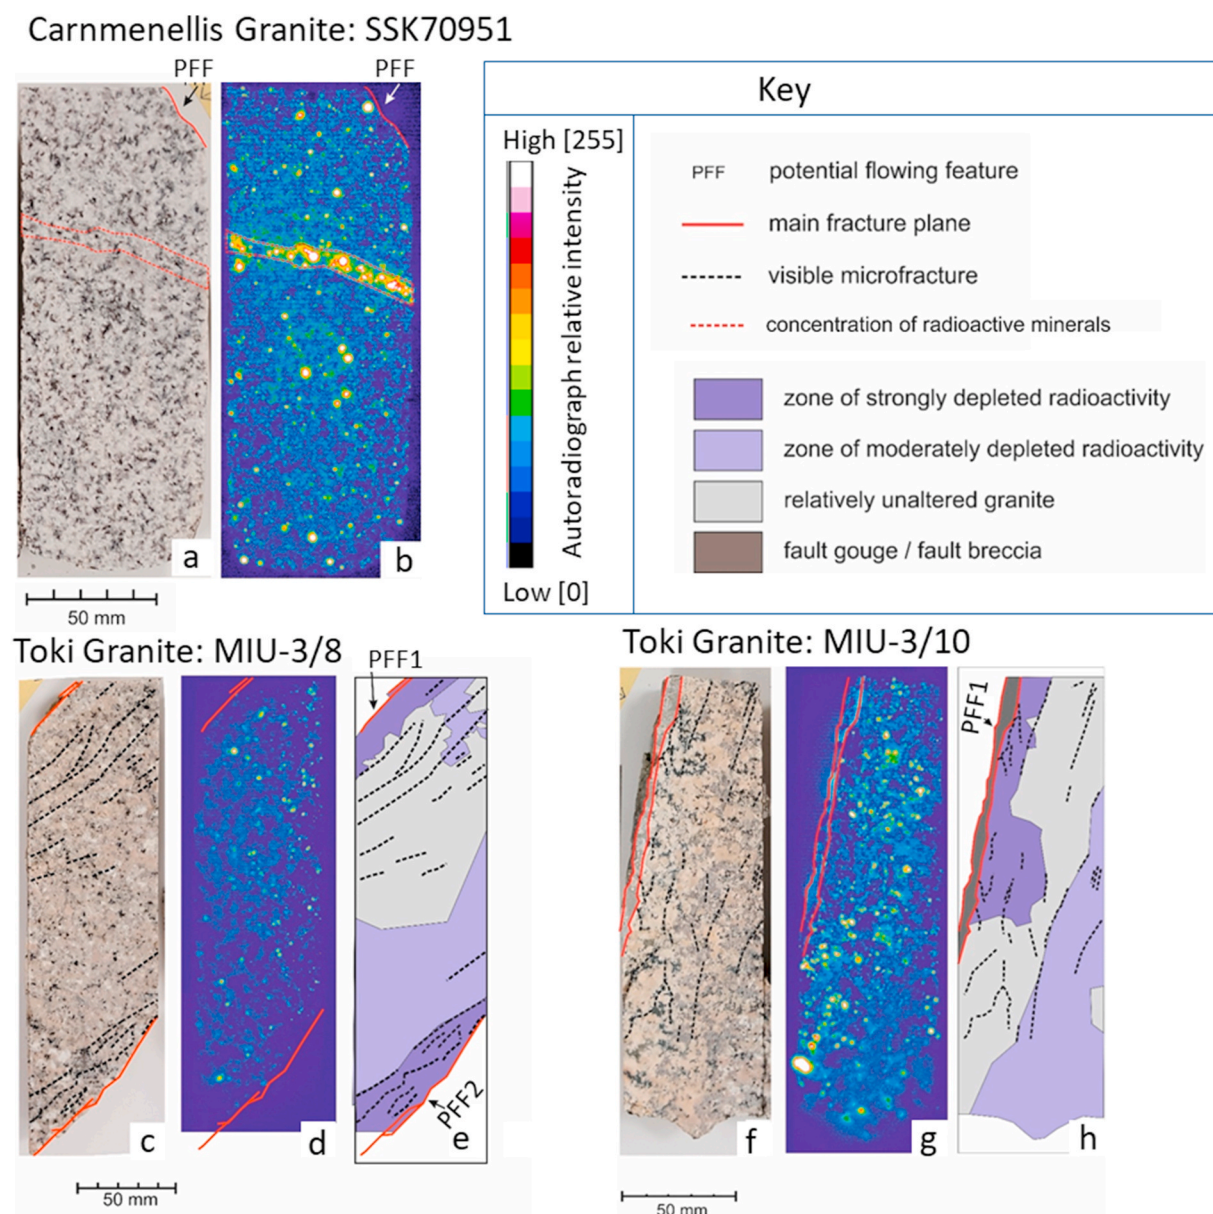 Carnmenellis Granite: SSK70951
PFF
PFF
Key
High [255]
Autoradiograph relative intensity
Low [0]
PFF potential flowing feature
main fracture plane
visible microfracture
concentration of radioactive minerals
zone of strongly depleted radioactivity
zone of moderately depleted radioactivity
relatively unaltered granite
fault gouge / fault breccia
a
b
50 mm
Toki Granite: MIU-3/8
PFF1
PFF2
c
d
e
50 mm
Toki Granite: MIU-3/10
PFF1
f
g
h
50 mm